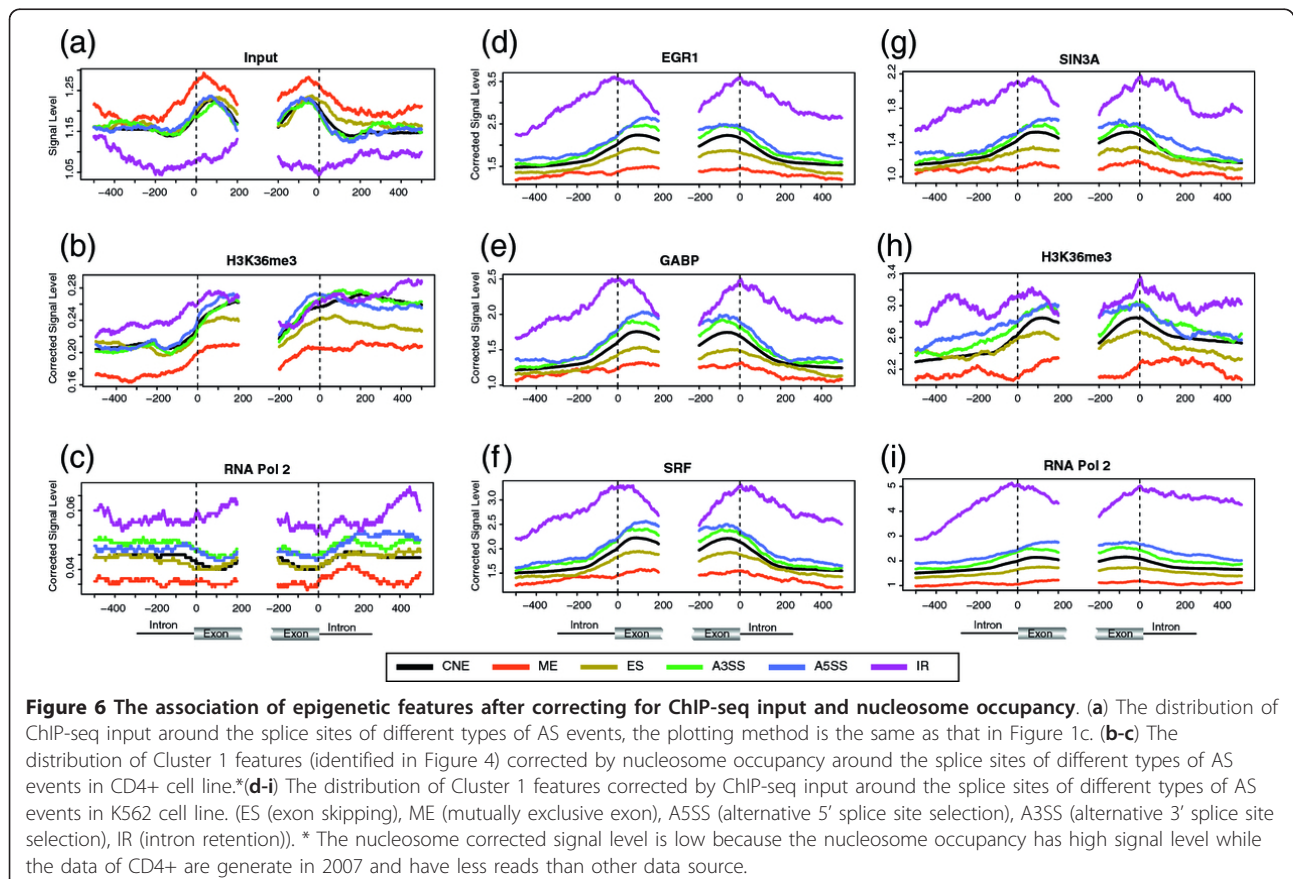 (a)
Input
Signal Level
1.05 1.15 1.25
-400 -200 0 200 -200 0 200 400
(b)
H3K36me3
Corrected Signal Level
0.16 0.20 0.24 0.28
-400 -200 0 200 -200 0 200 400
(c)
RNA Pol 2
Corrected Signal Level
0.04 0.06
-400 -200 0 200 -200 0 200 400
Intron Exon Exon Intron
(d)
EGR1
Corrected Signal Level
1.5 2.5 3.5
-400 -200 0 200 -200 0 200 400
(e)
GABP
Corrected Signal Level
1.0 1.5 2.0 2.5
-400 -200 0 200 -200 0 200 400
(f)
SRF
Corrected Signal Level
1.5 2.0 2.5 3.0
-400 -200 0 200 -200 0 200 400
Intron Exon Exon Intron
(g)
SIN3A
1.0 1.4 1.8 2.2
-400 -200 0 200 -200 0 200 400
(h)
H3K36me3
2.2 2.6 3.0 3.4
-400 -200 0 200 -200 0 200 400
(i)
RNA Pol 2
1 2 3 4 5
-400 -200 0 200 -200 0 200 400
Intron Exon Exon Intron
CNE ME ES A3SS A5SS IR
Figure 6 The association of epigenetic features after correcting for ChIP-seq input and nucleosome occupancy. (a) The distribution of
ChIP-seq input around the splice sites of different types of AS events, the plotting method is the same as that in Figure 1c. (b-c) The
distribution of Cluster 1 features (identified in Figure 4) corrected by nucleosome occupancy around the splice sites of different types of AS
events in CD4+ cell line.*(d-i) The distribution of Cluster 1 features corrected by ChIP-seq input around the splice sites of different types of AS
events in K562 cell line. (ES (exon skipping), ME (mutually exclusive exon), A5SS (alternative 5' splice site selection), A3SS (alternative 3' splice site
selection), IR (intron retention)). * The nucleosome corrected signal level is low because the nucleosome occupancy has high signal level while
the data of CD4+ are generate in 2007 and have less reads than other data source.